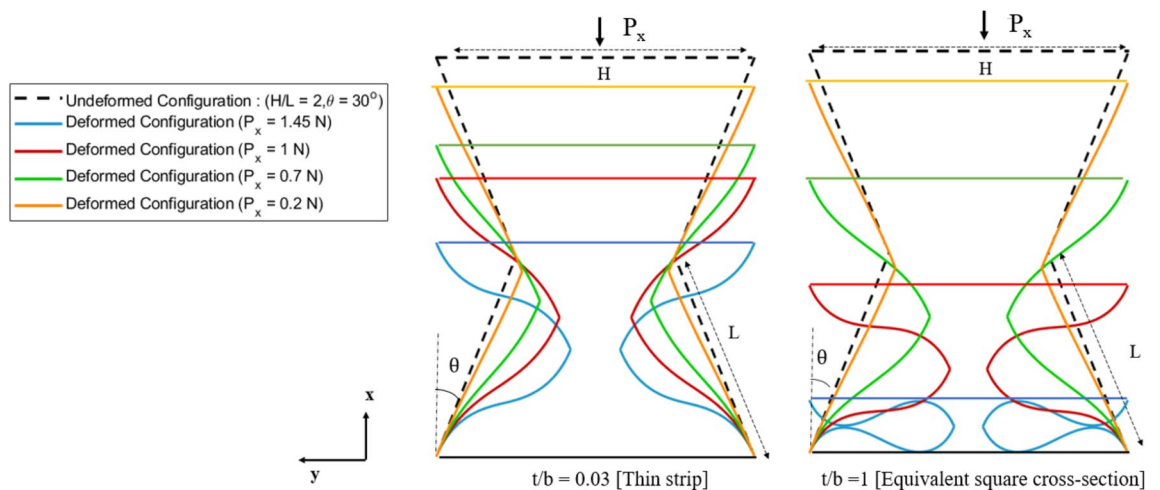 Undeformed Configuration : (H/L = 2,θ = 30°)
Deformed Configuration (Pₓ = 1.45 N)
Deformed Configuration (Pₓ = 1 N)
Deformed Configuration (Pₓ = 0.7 N)
Deformed Configuration (Pₓ = 0.2 N)
x
y
Pₓ
H
L
θ
t/b = 0.03 [Thin strip]
Pₓ
H
L
θ
t/b =1 [Equivalent square cross-section]